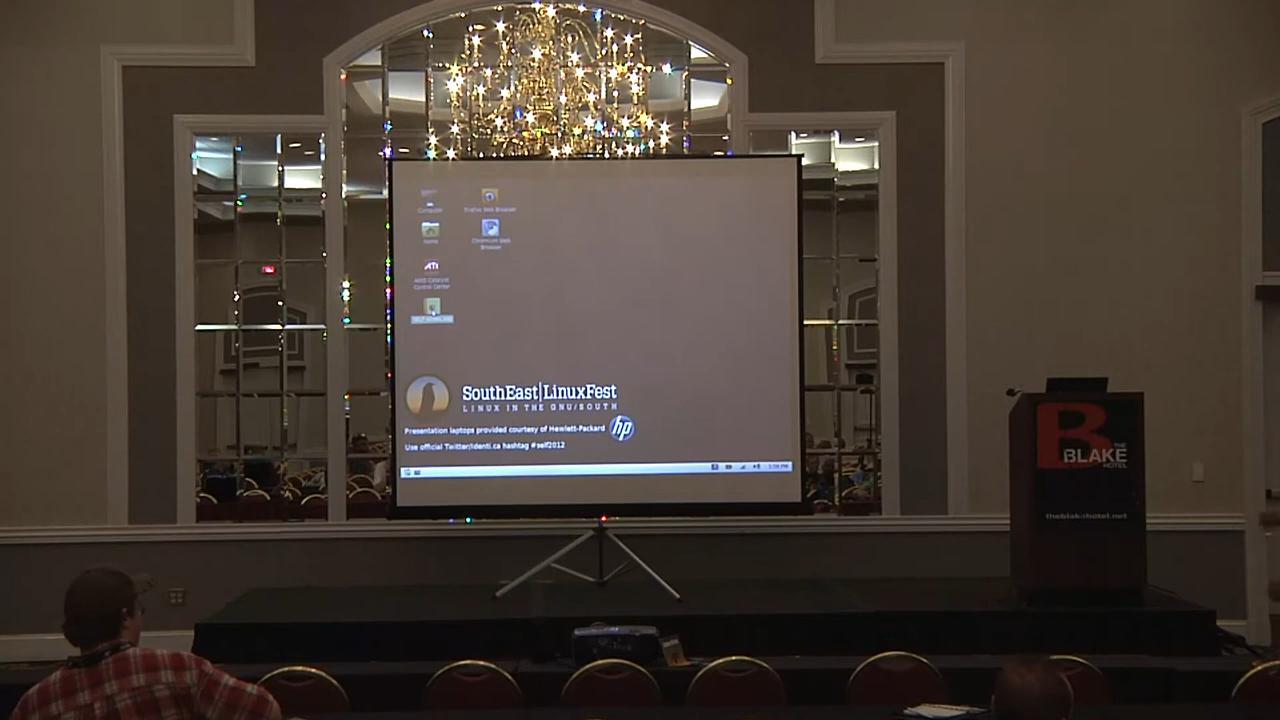 Computer
Firefox Web Browser
Home
Chromium Web
Browser
ATI
AMD Catalyst
Control Center
SouthEast|LinuxFest
LINUX IN THE GNU/SOUTH
Presentation laptops provided courtesy of Hewlett-Packard
hp
Use official Twitter/identi.ca hashtag #self2012
B
THE
BLAKE
HOTEL
theblakehotel.net